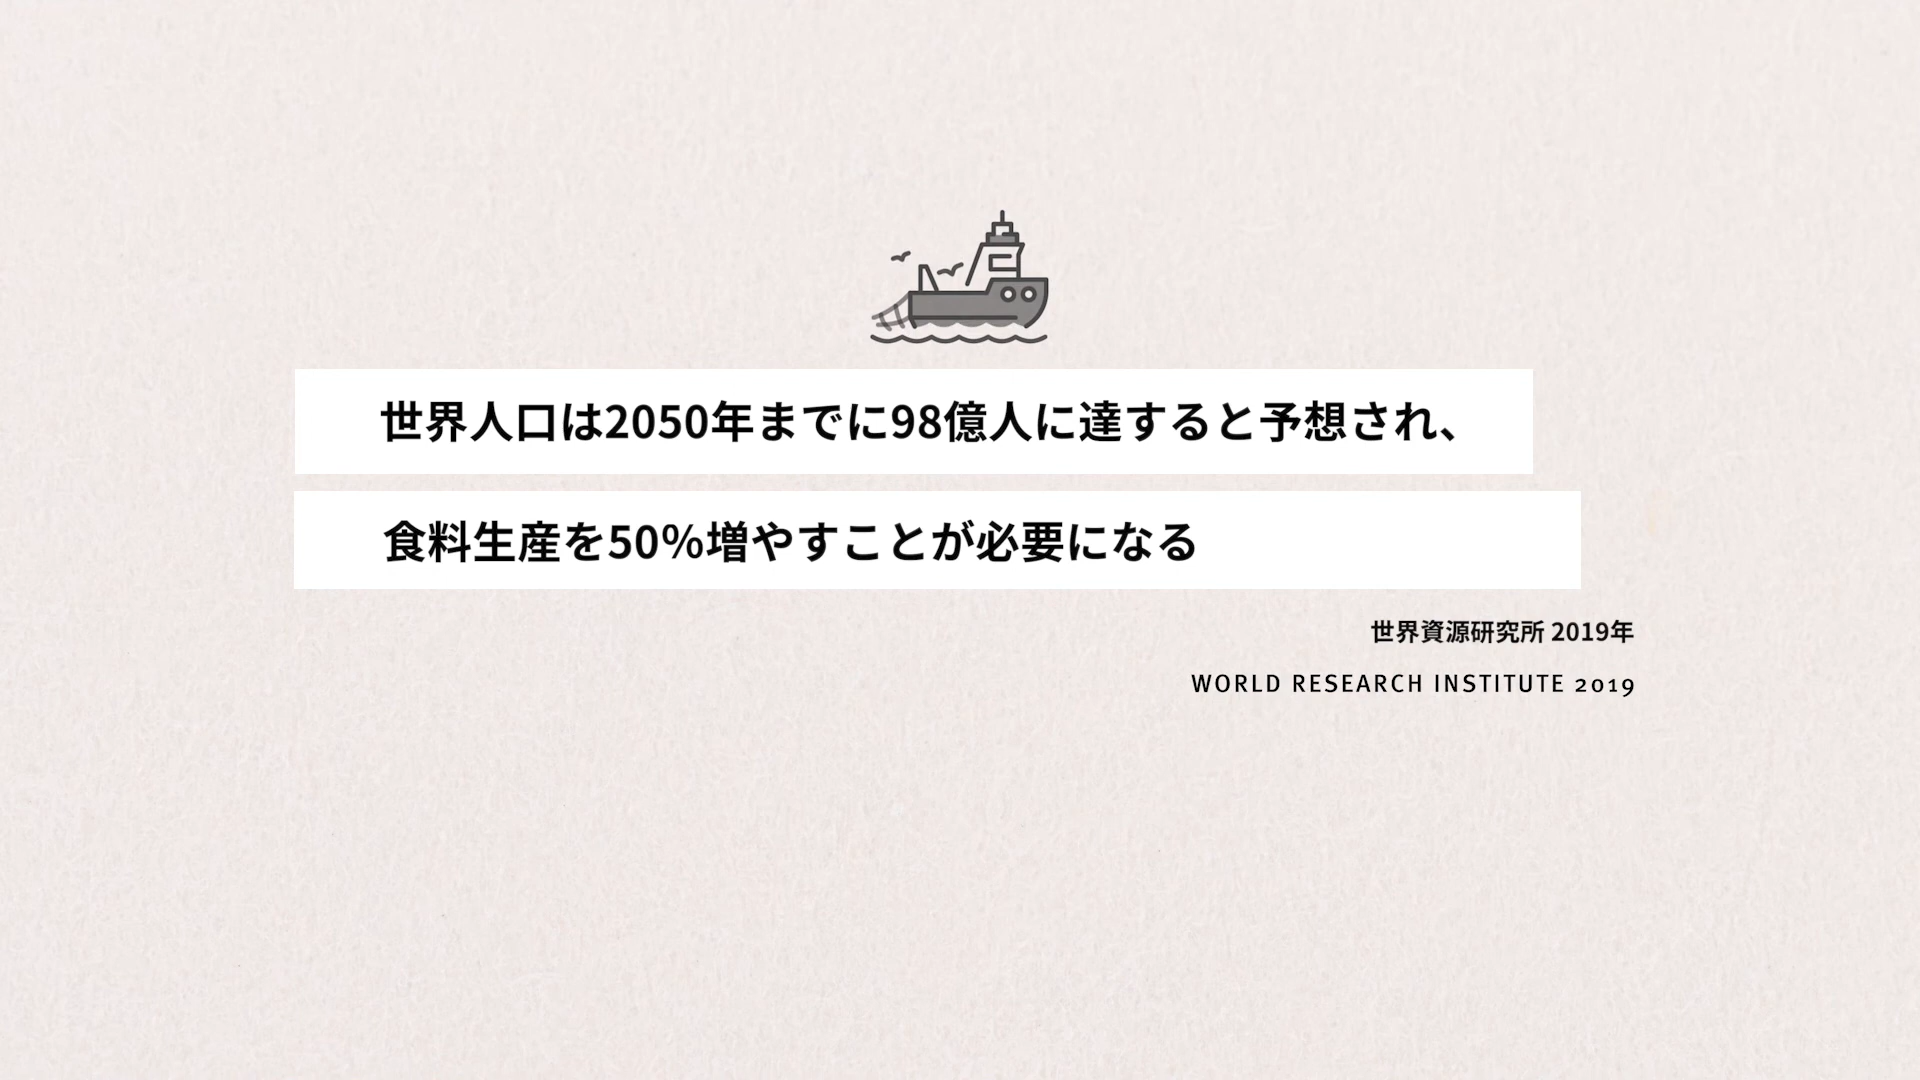 世界人口は2050年までに98億人に達すると予想され、
食料生産を50％増やすことが必要になる
世界資源研究所 2019年
WORLD RESEARCH INSTITUTE 2019